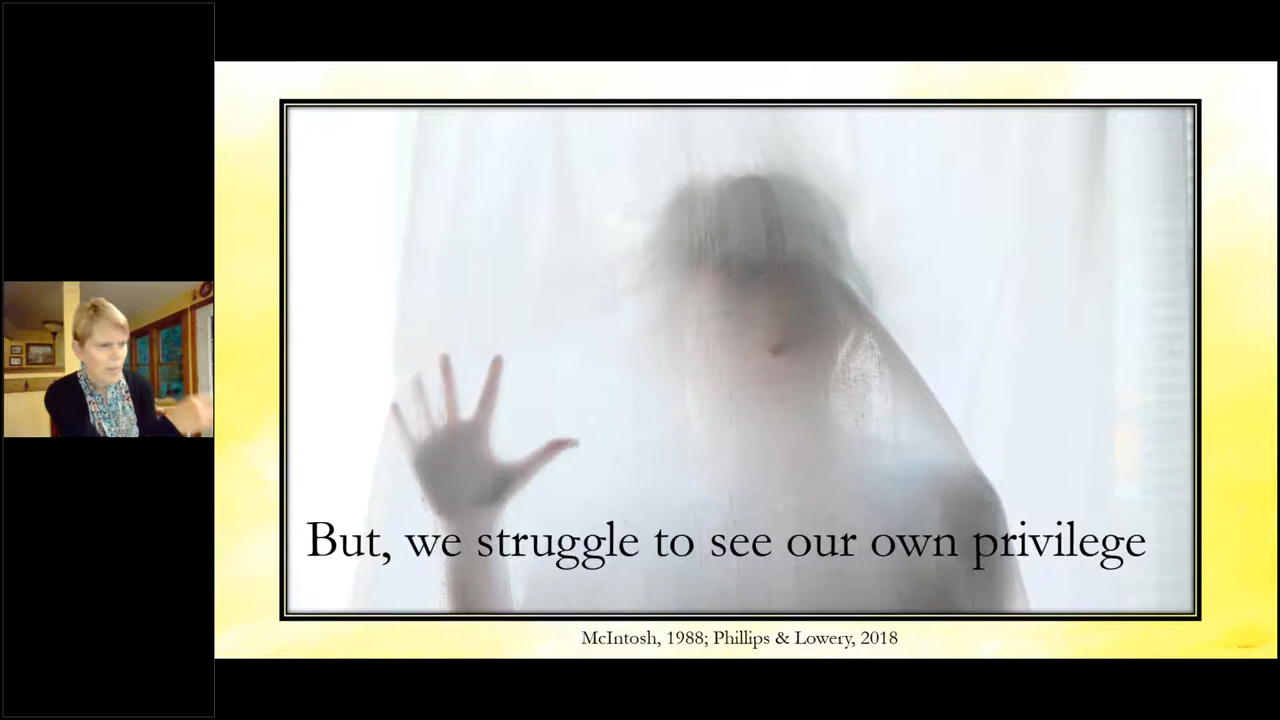 But, we struggle to see our own privilege
McIntosh, 1988; Phillips & Lowery, 2018